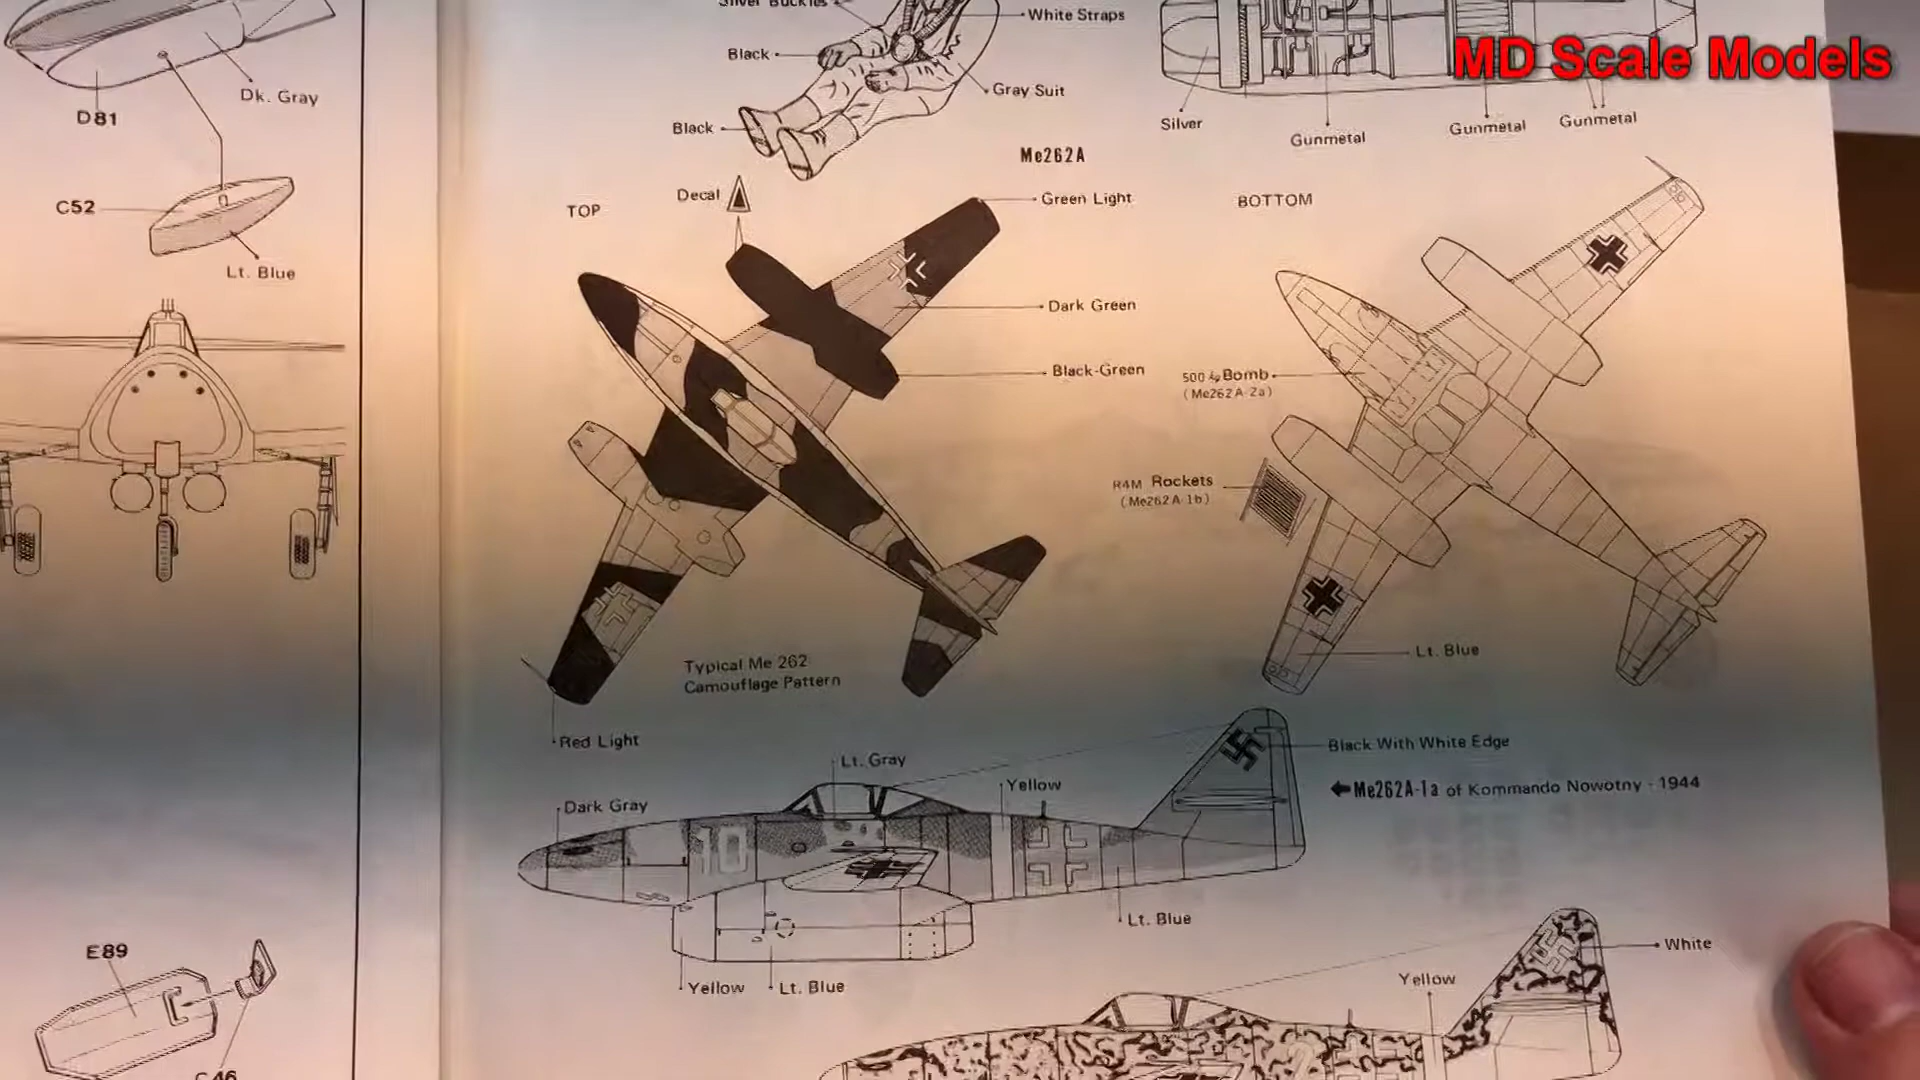 Silver Buckles
White Straps
Black
Gray Suit
Black
Me262A
MD Scale Models
Silver
Gunmetal
Gunmetal
Gunmetal
D81
Dk. Gray
C52
Lt. Blue
TOP
Decal
Green Light
Dark Green
Black-Green
Typical Me 262
Camouflage Pattern
Red Light
BOTTOM
500 kg Bomb
(Me262A-2a)
R4M Rockets
(Me262A-1b)
Lt. Blue
Lt. Gray
Dark Gray
Yellow
Black With White Edge
Me262A-1a of Kommando Nowotny - 1944
10
Lt. Blue
Yellow
Lt. Blue
E89
Yellow
White